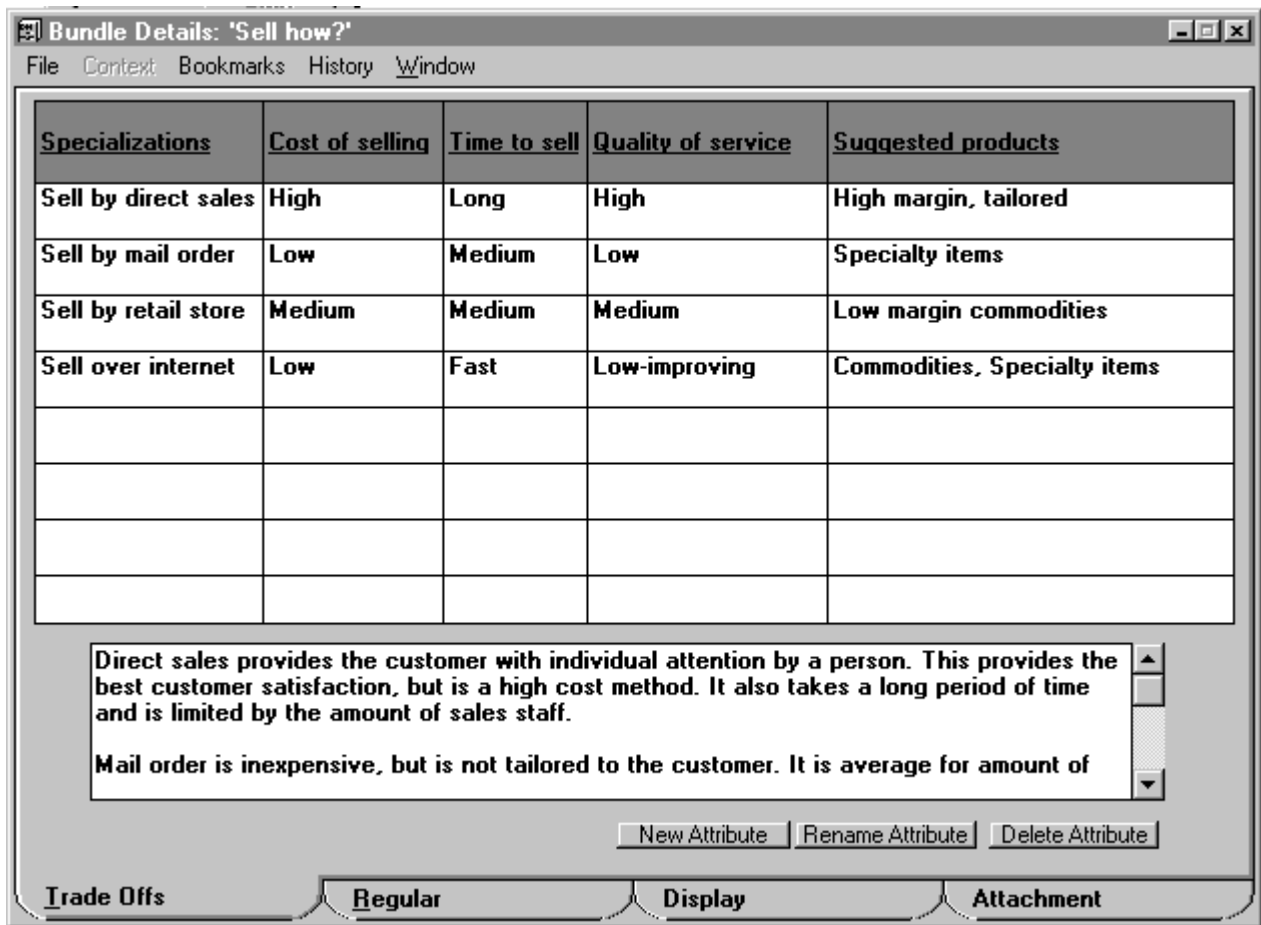 Bundle Details: 'Sell how?'
File Context Bookmarks History Window
Specializations Cost of selling Time to sell Quality of service Suggested products
Sell by direct sales High Long High High margin, tailored
Sell by mail order Low Medium Low Specialty items
Sell by retail store Medium Medium Medium Low margin commodities
Sell over internet Low Fast Low-improving Commodities, Specialty items
Direct sales provides the customer with individual attention by a person. This provides the
best customer satisfaction, but is a high cost method. It also takes a long period of time
and is limited by the amount of sales staff.
Mail order is inexpensive, but is not tailored to the customer. It is average for amount of
New Attribute Rename Attribute Delete Attribute
Trade Offs Regular Display Attachment